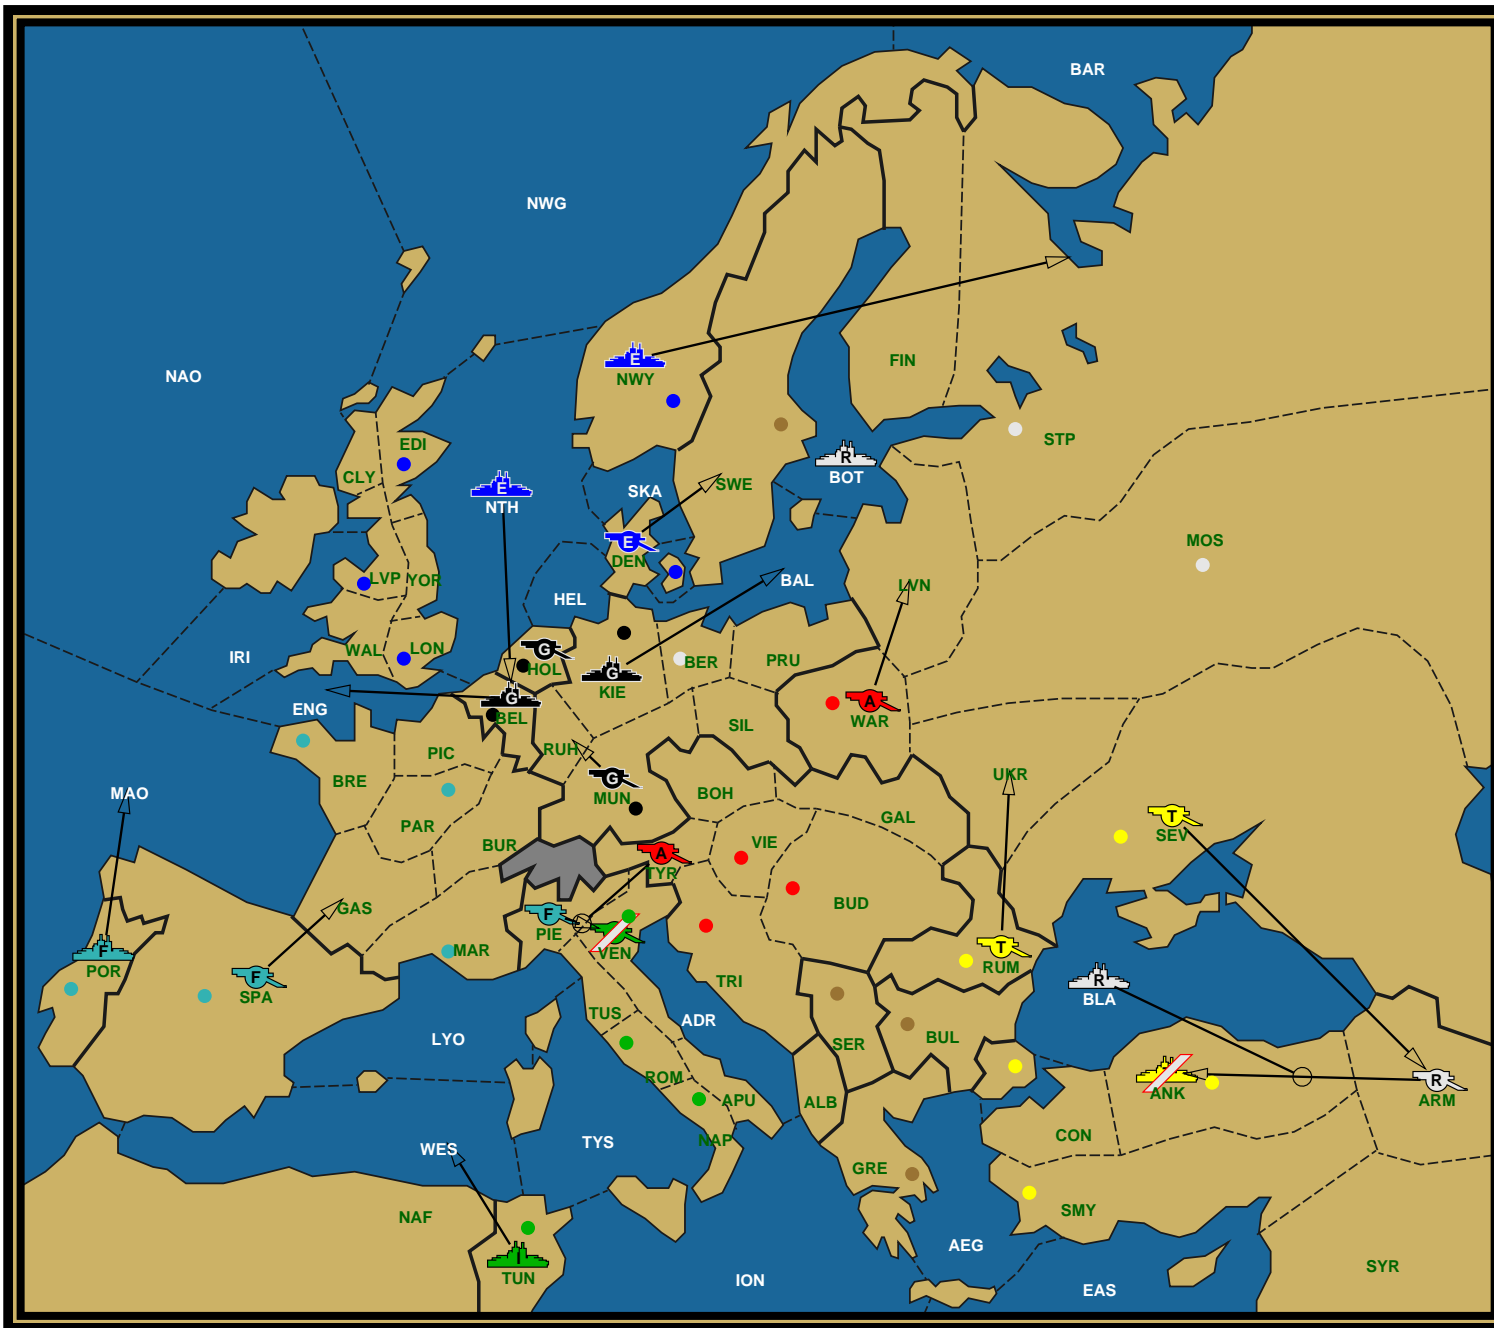 BAR
NWG
NAO
FIN
E
NWY
STP
EDI
CLY
R
BOT
SKA
SWE
E
NTH
MOS
E
DEN
BAL
LVN
HEL
LVP YOR
IRI
WAL LON
G
HOL
G
KIE
BER
PRU
ENG
G
BEL
A
WAR
SIL
PIC
RUH
BRE
G
MUN
BOH
UKR
MAO
PAR
BUR
VIE
GAL
T
SEV
A
TYR
GAS
F
PIE
VEN
BUD
F
POR
MAR
F
SPA
T
RUM
TRI
R
BLA
TUS
ADR
LYO
SER
BUL
ROM
APU
ALB
ANK
R
ARM
WES
TYS
NAP
CON
GRE
NAF
SMY
I
TUN
AEG
ION
EAS
SYR